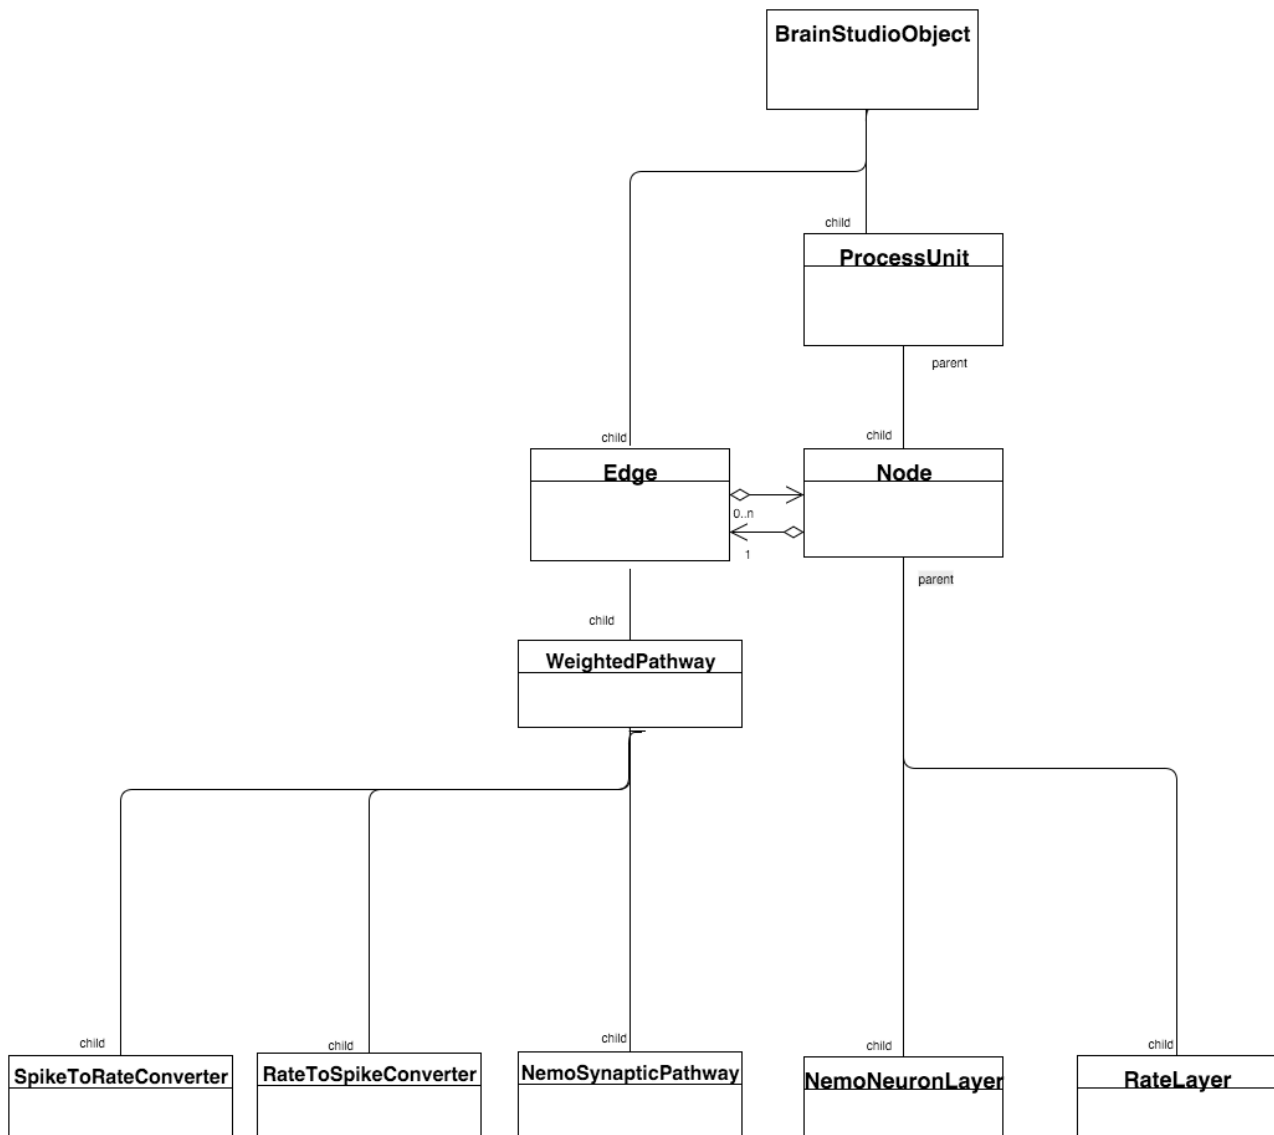 BrainStudioObject
child
ProcessUnit
parent
child
child
Edge
Node
0..n
1
parent
child
WeightedPathway
child
child
child
child
child
SpikeToRateConverter
RateToSpikeConverter
NemoSynapticPathway
NemoNeuronLayer
RateLayer